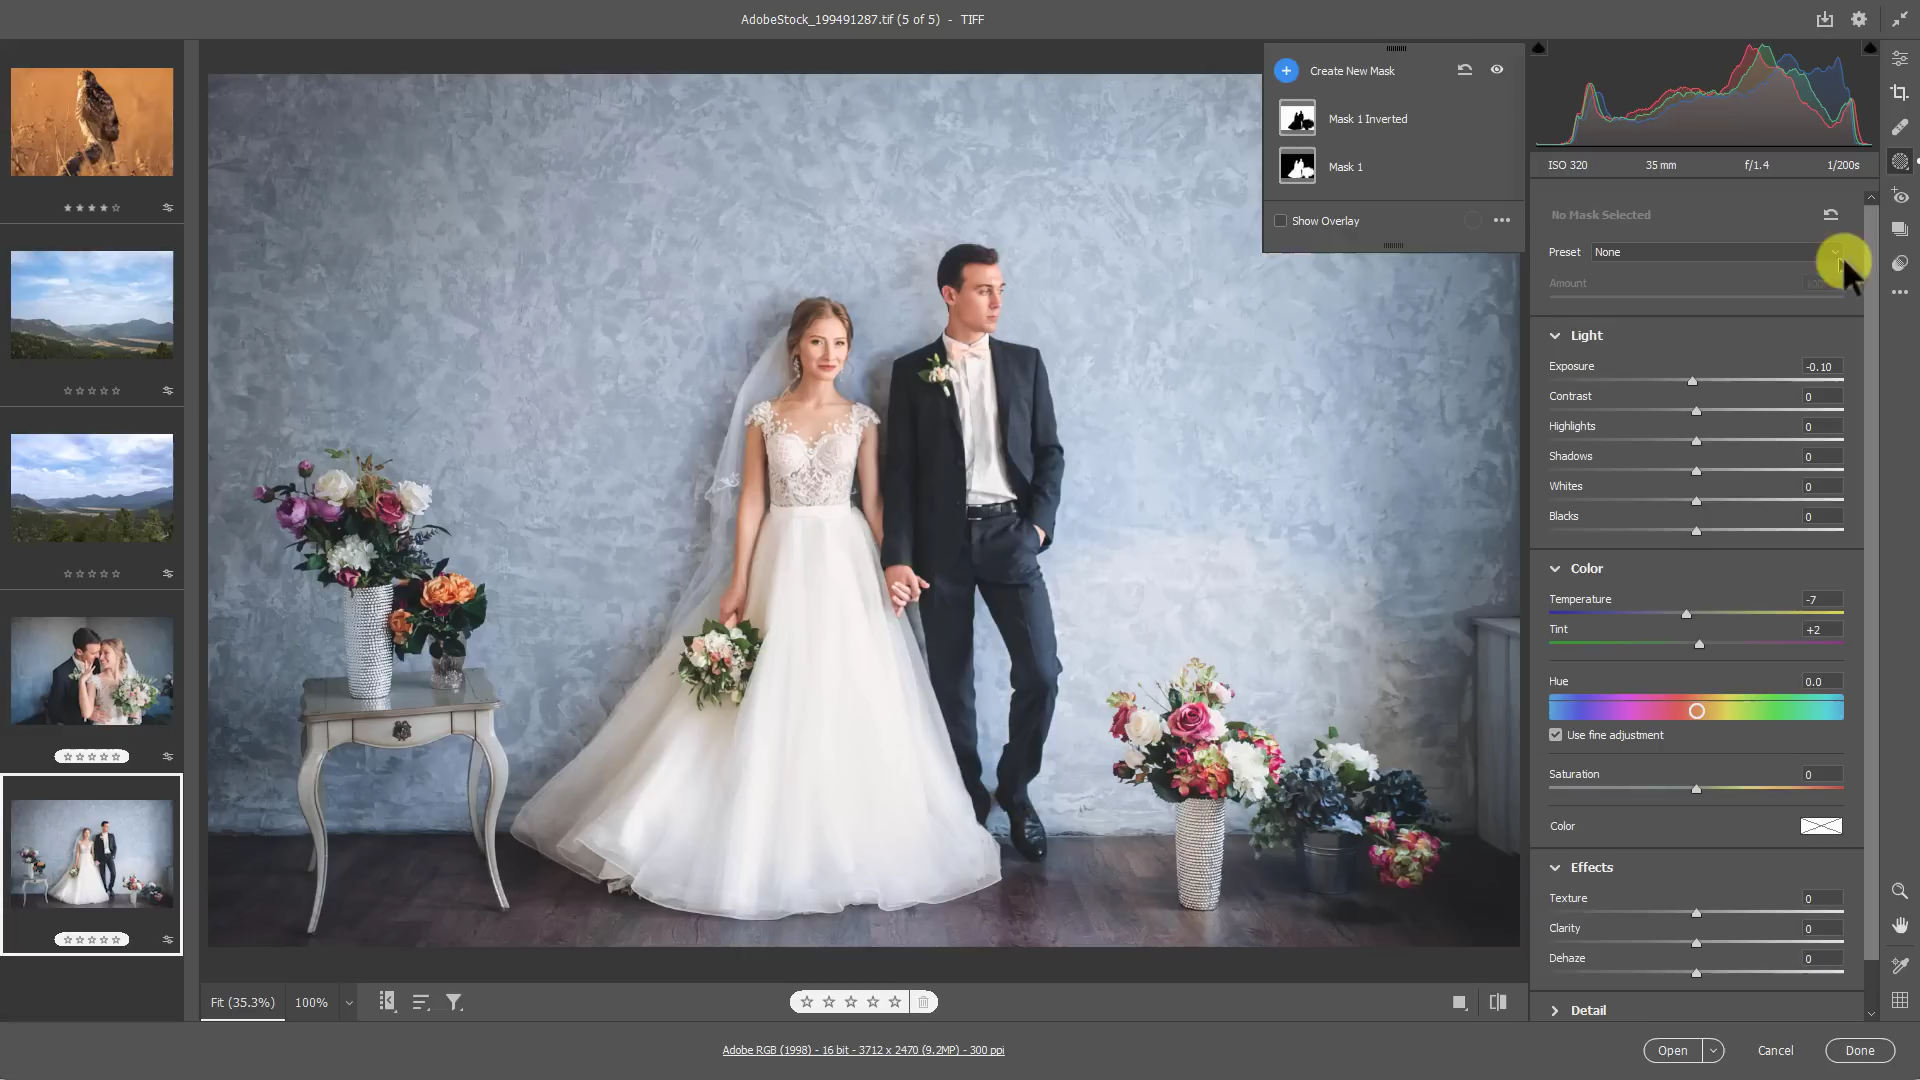 AdobeStock_199491287.tif (5 of 5) - TIFF
Create New Mask
Mask 1 Inverted
Mask 1
Show Overlay
ISO 320 35 mm f/1.4 1/200s
No Mask Selected
Preset None
Amount
Light
Exposure -0.10
Contrast 0
Highlights 0
Shadows 0
Whites 0
Blacks 0
Color
Temperature -7
Tint +2
Hue 0.0
Use fine adjustment
Saturation 0
Color
Effects
Texture 0
Clarity 0
Dehaze 0
Detail
Fit (35.3%) 100%
Adobe RGB (1998) - 16 bit - 3712 x 2470 (9.2MP) - 300 ppi
Open Cancel Done